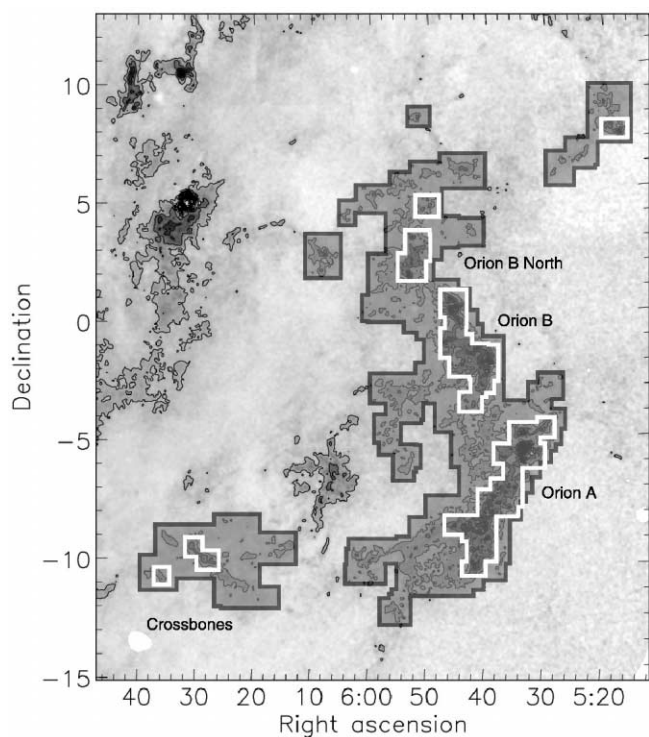 10
5
Orion B North
Orion B
0
Declination
-5
Orion A
-10
Crossbones
-15
40 30 20 10 6:00 50 40 30 5:20
Right ascension